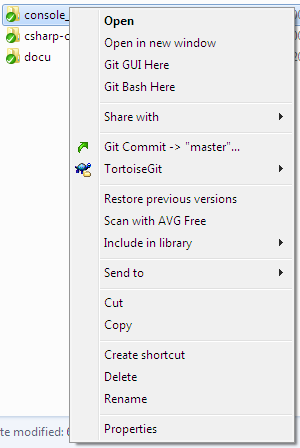 console_
csharp-c
docu
Open
Open in new window
Git GUI Here
Git Bash Here
Share with
Git Commit -> "master"...
TortoiseGit
Restore previous versions
Scan with AVG Free
Include in library
Send to
Cut
Copy
Create shortcut
Delete
Rename
Properties
te modified: 6